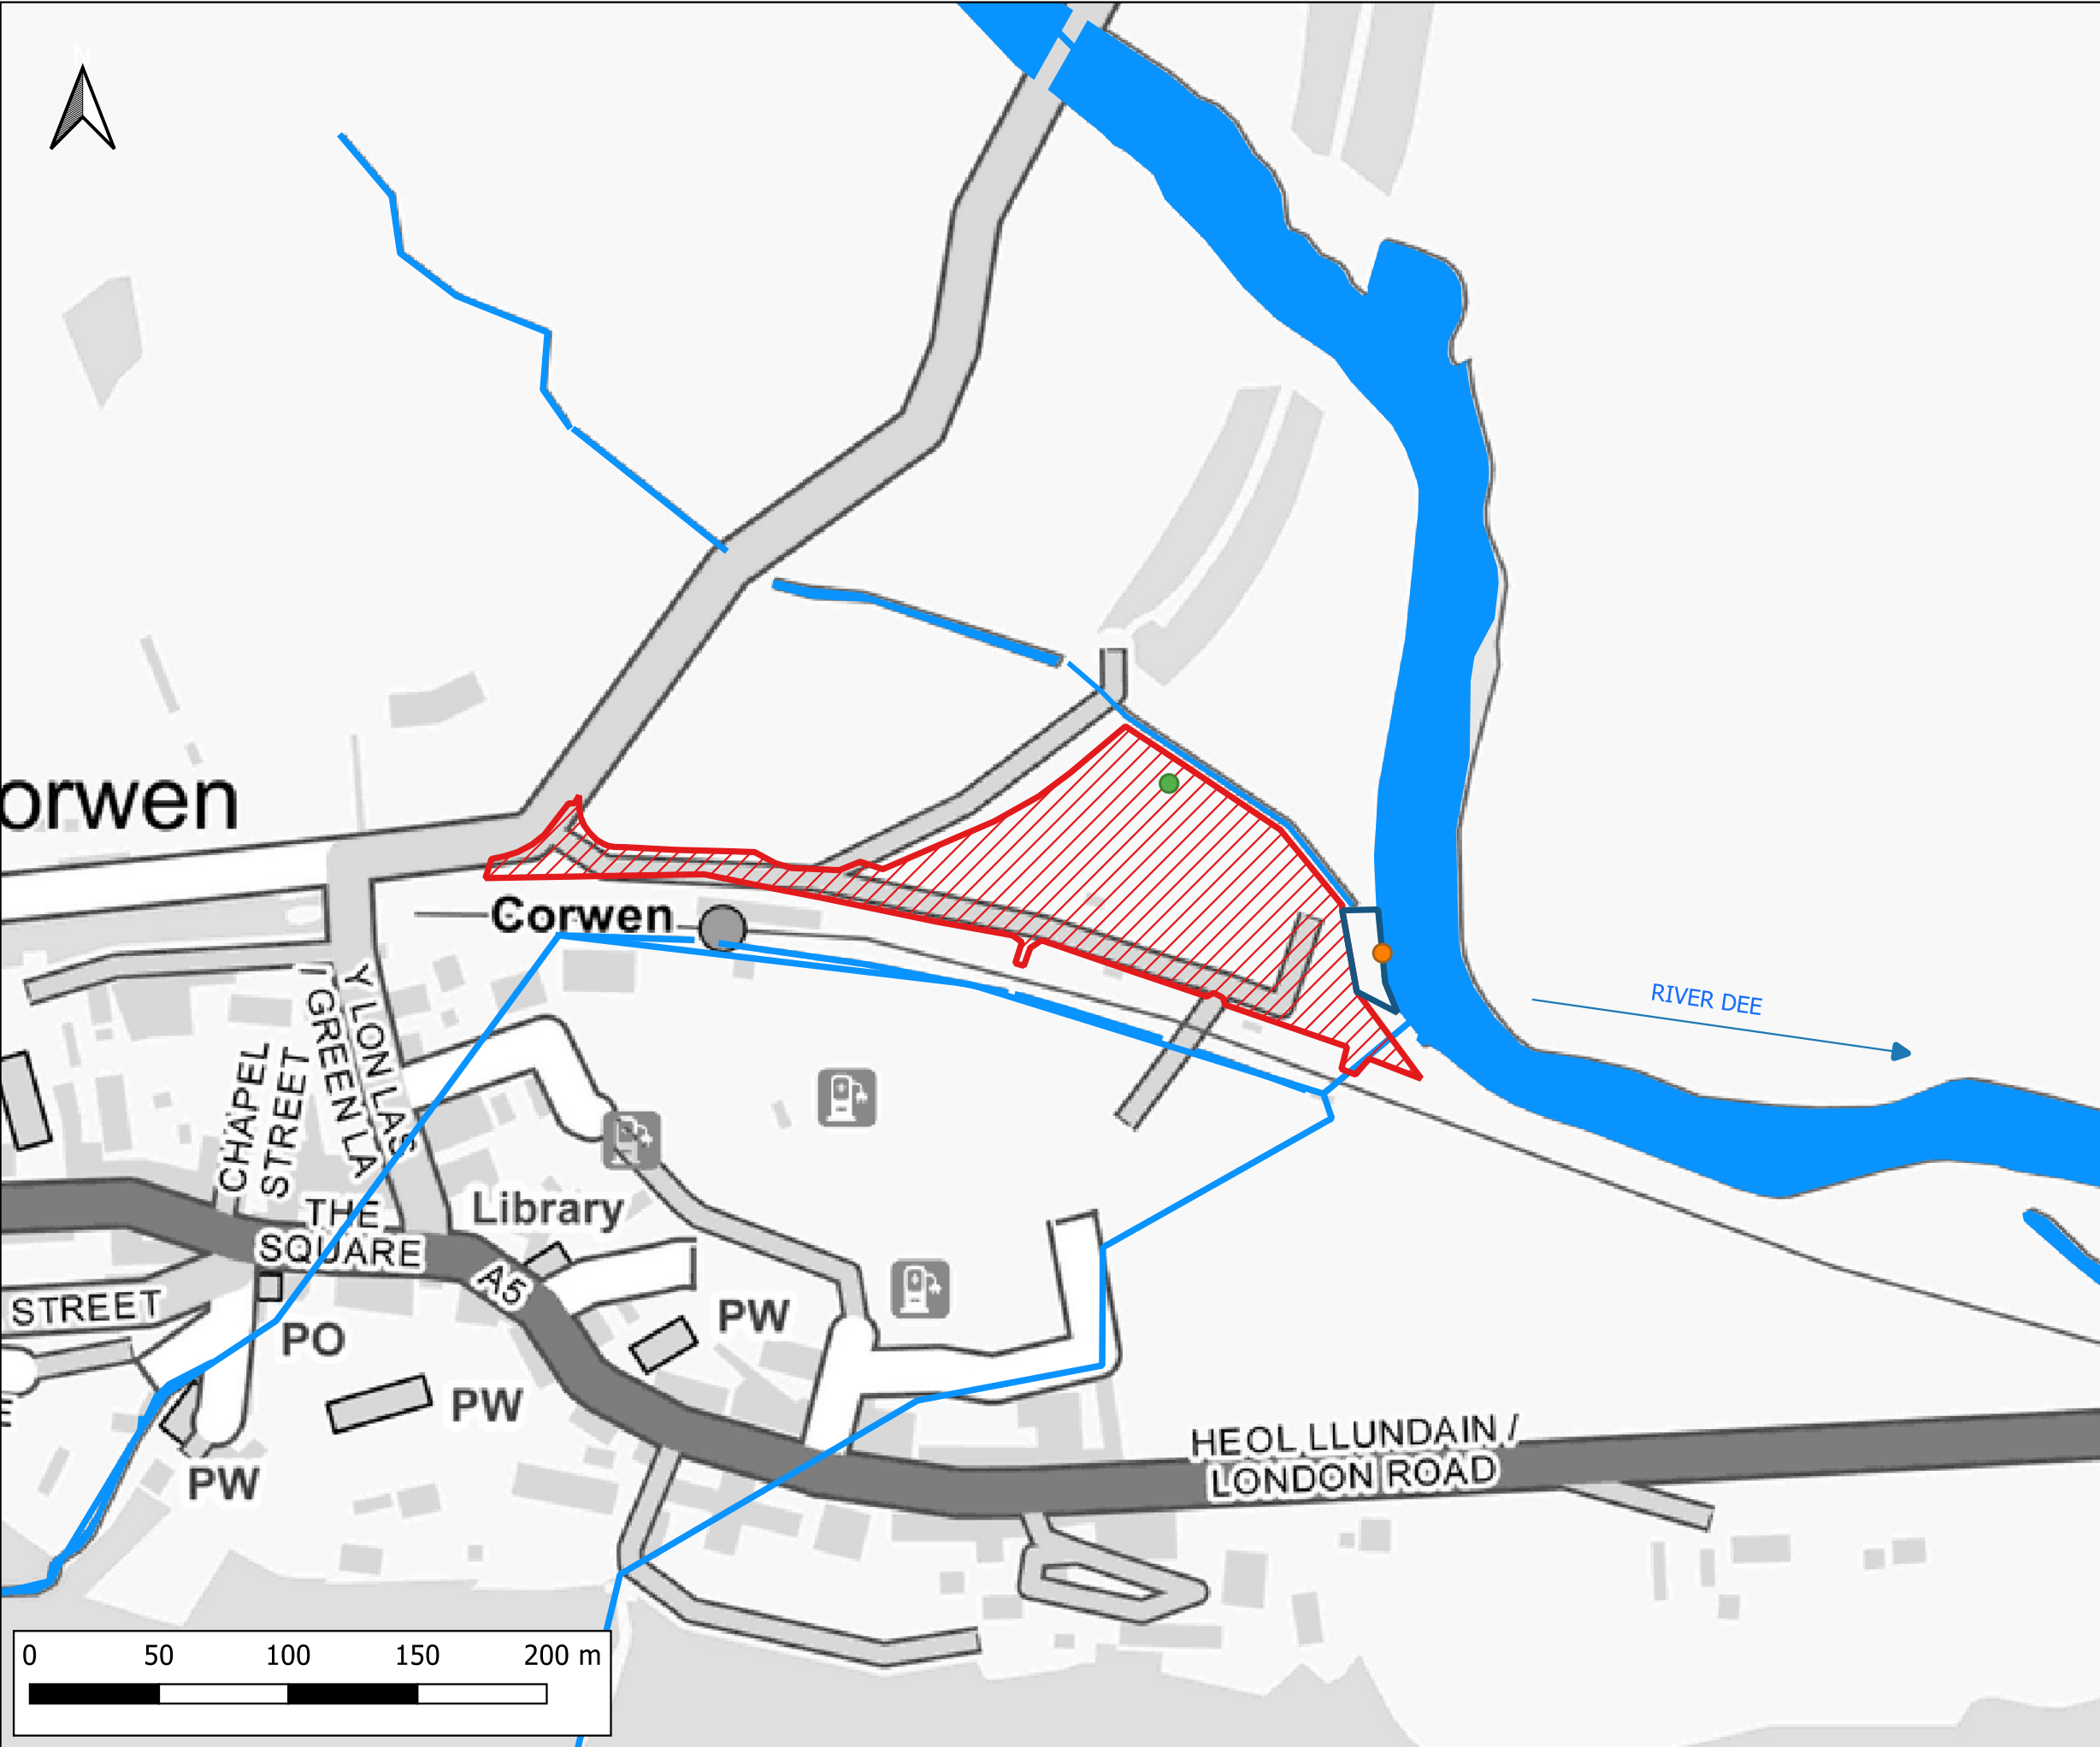 N
orwen
Corwen
RIVER DEE
Y LON LAS
/ GREEN LA
CHAPEL
STREET
THE
SQUARE
Library
A5
STREET
PO
PW
PW
PW
E
HEOL LLUNDAIN /
LONDON ROAD
0 50 100 150 200 m